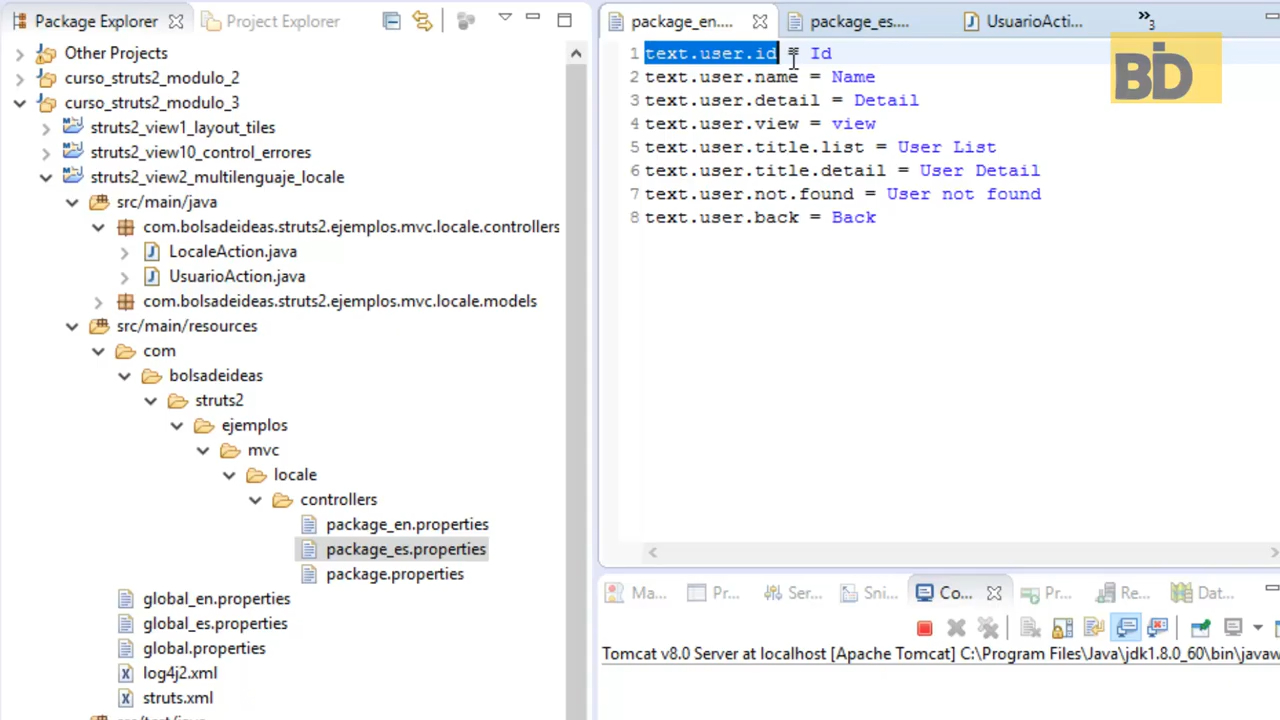 Package Explorer
Project Explorer
Other Projects
curso_struts2_modulo_2
curso_struts2_modulo_3
struts2_view1_layout_tiles
struts2_view10_control_errores
struts2_view2_multilenguaje_locale
src/main/java
com.bolsadeideas.struts2.ejemplos.mvc.locale.controllers
LocaleAction.java
UsuarioAction.java
com.bolsadeideas.struts2.ejemplos.mvc.locale.models
src/main/resources
com
bolsadeideas
struts2
ejemplos
mvc
locale
controllers
package_en.properties
package_es.properties
package.properties
global_en.properties
global_es.properties
global.properties
log4j2.xml
struts.xml
package_en....
package_es....
UsuarioActi...
3
BD
1 text.user.id = Id
2 text.user.name = Name
3 text.user.detail = Detail
4 text.user.view = view
5 text.user.title.list = User List
6 text.user.title.detail = User Detail
7 text.user.not.found = User not found
8 text.user.back = Back
Ma...
Pr...
Ser...
Sni...
Co...
Pr...
Re...
Dat...
Tomcat v8.0 Server at localhost [Apache Tomcat] C:\Program Files\Java\jdk1.8.0_60\bin\javaw